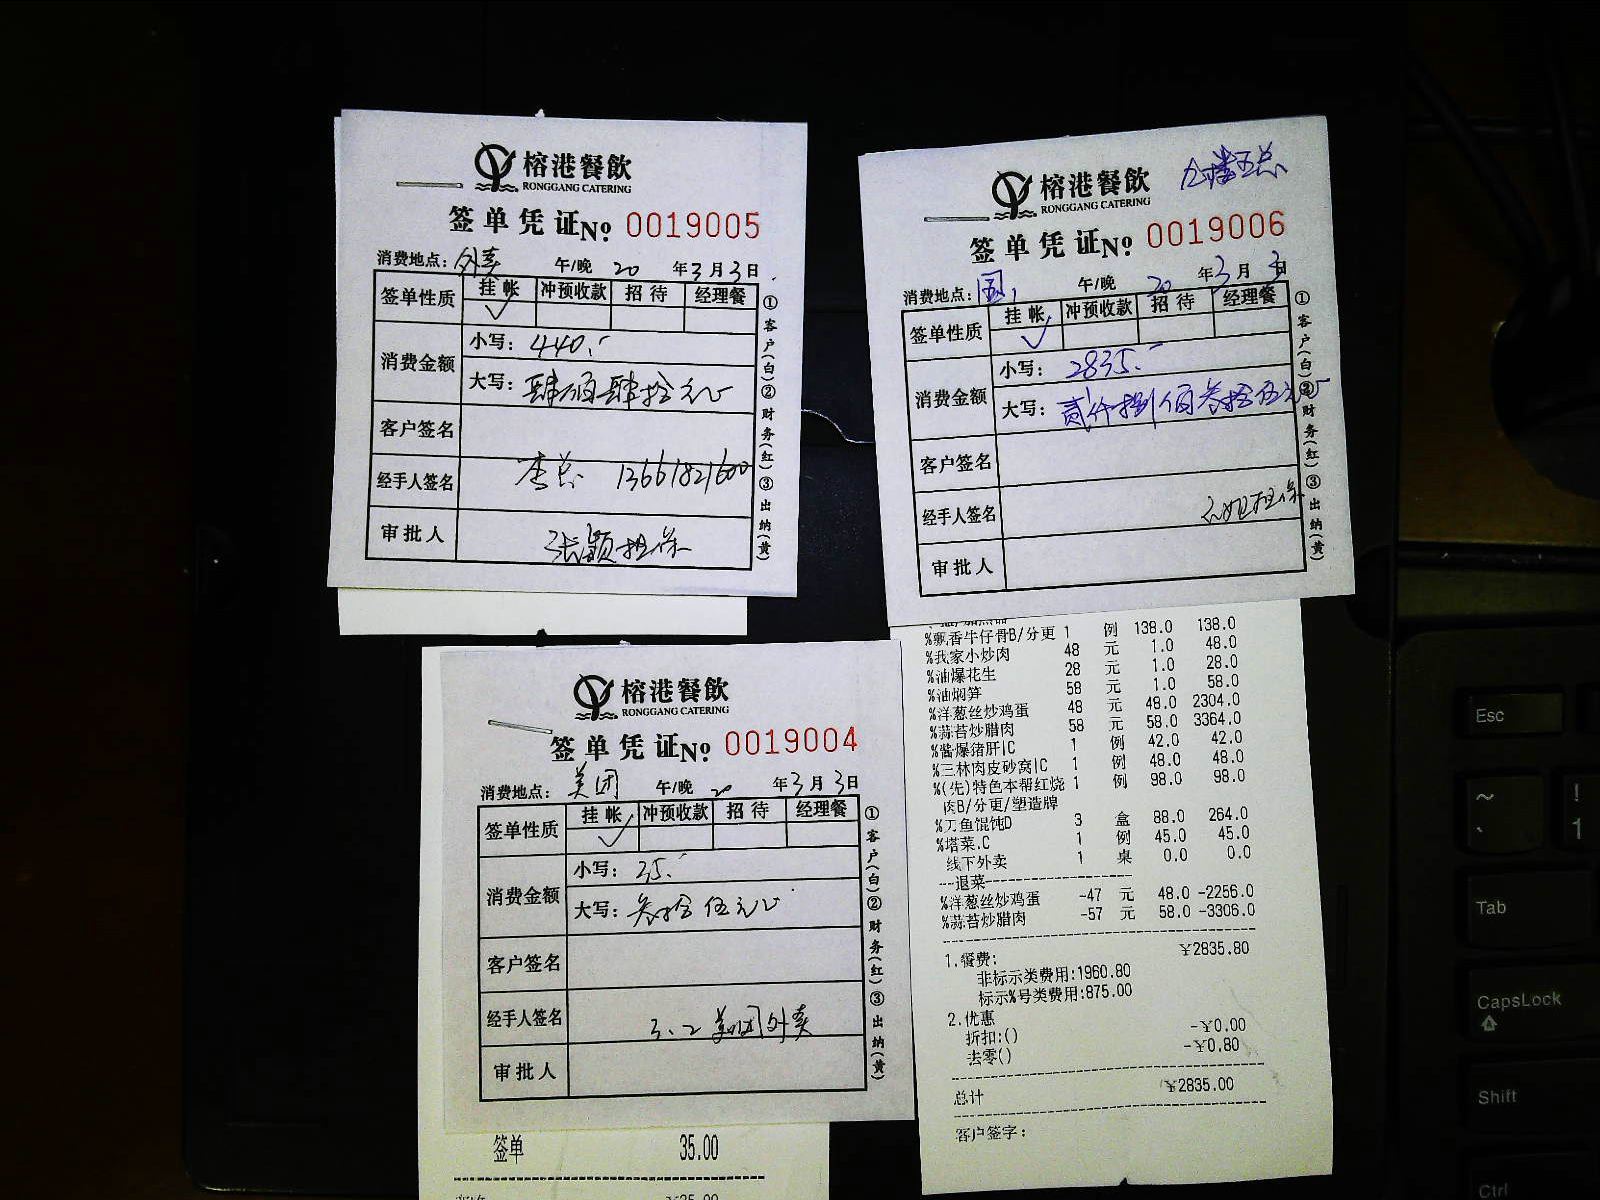 榕港餐飲
RONGGANG CATERING
签单凭证№ 0019005
消费地点：外卖 午/晚 20 年3月3日
签单性质 挂帐 冲预收款 招待 经理餐
✓
消费金额 小写：440.-
大写：肆佰肆拾元正
客户签名
经手人签名 李总 13661821600
审批人 张颖担保
①客户(白)②财务(红)③出纳(黄)
榕港餐飲
RONGGANG CATERING
签单凭证№ 0019006
消费地点： 午/晚 20 年3月3日
签单性质 挂帐 冲预收款 招待 经理餐
✓
消费金额 小写：2835.-
大写：贰仟捌佰叁拾伍元正
客户签名
经手人签名 担保
审批人
①客户(白)②财务(红)③出纳(黄)
%飘香牛仔骨B/分更 1 例 138.0 138.0
%我家小炒肉 48 元 1.0 48.0
%油爆花生 28 元 1.0 28.0
%油焖笋 58 元 1.0 58.0
%洋葱丝炒鸡蛋 48 元 48.0 2304.0
%蒜苔炒腊肉 58 元 58.0 3364.0
%酱爆猪肝|C 1 例 42.0 42.0
%三林肉皮砂窝|C 1 例 48.0 48.0
%(先)特色本帮红烧 1 例 98.0 98.0
肉B/分更/塑造牌
%刀鱼馄饨D 3 盒 88.0 264.0
%塔菜.C 1 例 45.0 45.0
线下外卖 1 桌 0.0 0.0
---退菜---
%洋葱丝炒鸡蛋 -47 元 48.0 -2256.0
%蒜苔炒腊肉 -57 元 58.0 -3306.0
1.餐费： ¥2835.80
非标示类费用:1960.80
标示%号类费用:875.00
2.优惠
折扣:() -¥0.00
去零() -¥0.80
总计 ¥2835.00
客户签字：
榕港餐飲
RONGGANG CATERING
签单凭证№ 0019004
消费地点：美团 午/晚 20 年3月3日
签单性质 挂帐 冲预收款 招待 经理餐
✓
消费金额 小写：35.-
大写：叁拾伍元正
客户签名
经手人签名 3.2 美团外卖
审批人
①客户(白)②财务(红)③出纳(黄)
签单 35.00
Esc
~
`
!
1
Tab
CapsLock
Shift
Ctrl